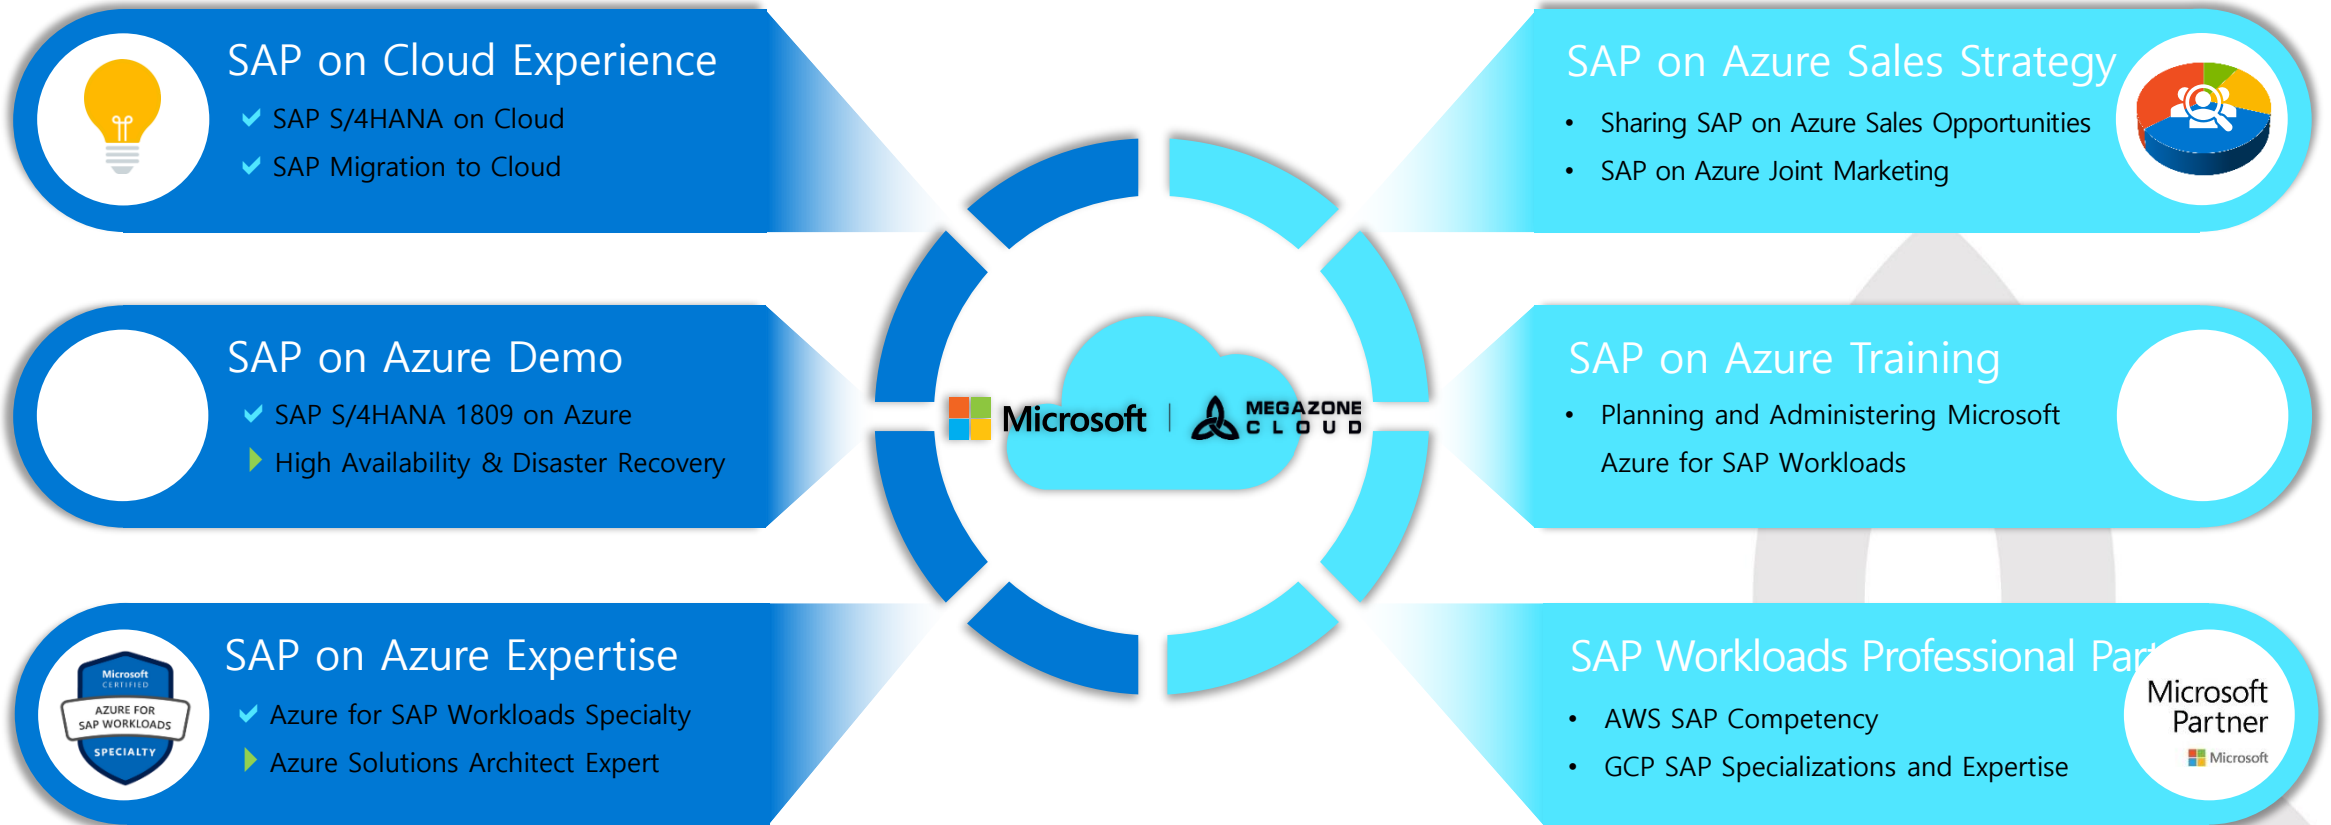 SAP on Cloud Experience
SAP S/4HANA on Cloud
SAP Migration to Cloud
SAP on Azure Demo
SAP S/4HANA 1809 on Azure
High Availability & Disaster Recovery
Microsoft
CERTIFIED
AZURE FOR
SAP WORKLOADS
SPECIALTY
SAP on Azure Expertise
Azure for SAP Workloads Specialty
Azure Solutions Architect Expert
Microsoft
MEGAZONE
CLOUD
SAP on Azure Sales Strategy
• Sharing SAP on Azure Sales Opportunities
• SAP on Azure Joint Marketing
SAP on Azure Training
• Planning and Administering Microsoft
Azure for SAP Workloads
SAP Workloads Professional
• AWS SAP Competency
• GCP SAP Specializations and Expertise
Microsoft
Partner
Microsoft